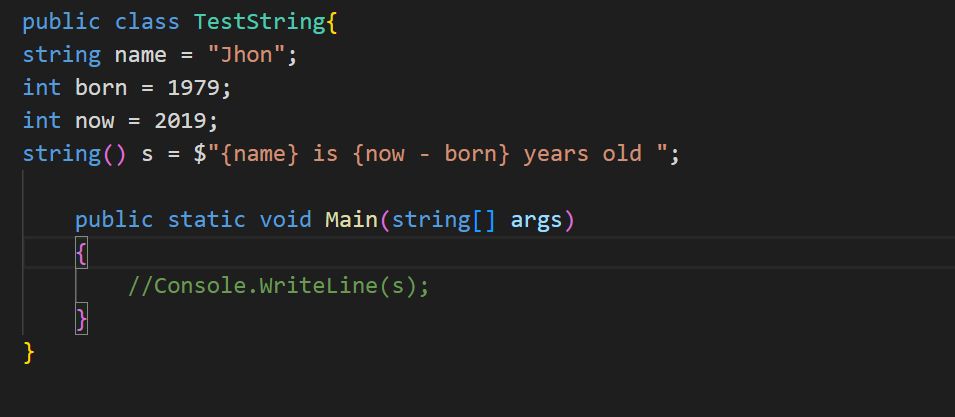 public class TestString{
string name = "Jhon";
int born = 1979;
int now = 2019;
string() s = $"{name} is {now - born} years old ";
public static void Main(string[] args)
{
//Console.WriteLine(s);
}
}